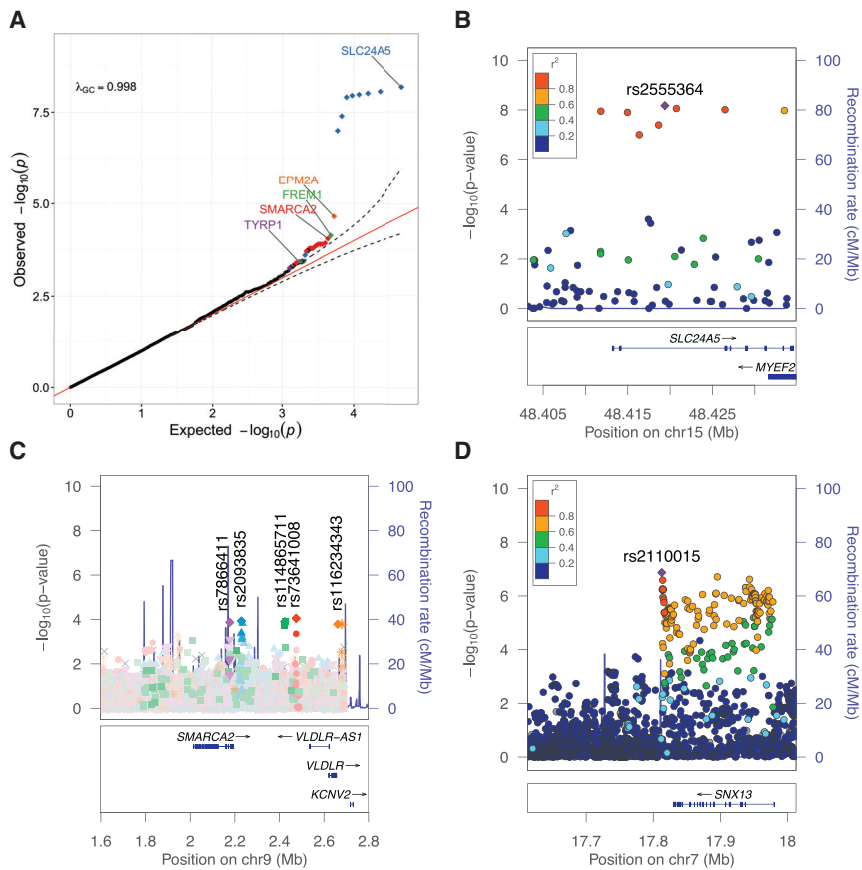 A
SLC24A5
λGC = 0.998
7.5
5.0
2.5
0.0
EPM2A
FREM1
SMARCA2
TYRP1
0
1
2
3
4
Observed −log10(p)
Expected −log10(p)
B
10
8
6
4
2
0
r2
0.8
0.6
0.4
0.2
rs2555364
100
80
60
40
20
0
−log10(p−value)
Recombination rate (cM/Mb)
SLC24A5
MYEF2
48.405
48.415
48.425
Position on chr15 (Mb)
C
10
8
6
4
2
0
rs7866411
rs2093835
rs114865711
rs73641008
rs116234343
100
80
60
40
20
0
−log10(p−value)
Recombination rate (cM/Mb)
SMARCA2
VLDLR−AS1
VLDLR
KCNV2
1.6
1.8
2
2.2
2.4
2.6
2.8
Position on chr9 (Mb)
D
10
8
6
4
2
0
r2
0.8
0.6
0.4
0.2
rs2110015
100
80
60
40
20
0
−log10(p−value)
Recombination rate (cM/Mb)
SNX13
17.7
17.8
17.9
18
Position on chr7 (Mb)